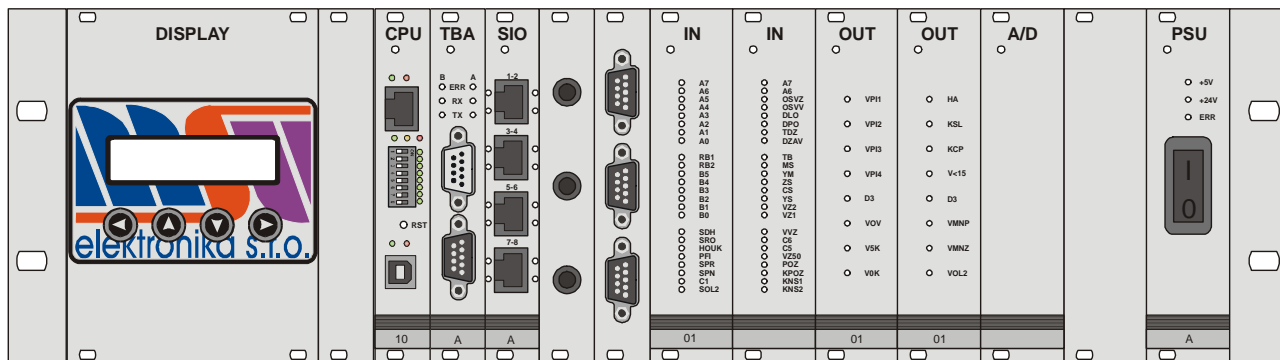 DISPLAY
elektronika s.r.o.
CPU
RST
10
TBA
B A
ERR
RX
TX
A
SIO
1-2
3-4
5-6
7-8
A
IN
A7
A6
A5
A4
A3
A2
A1
A0
RB1
RB2
B5
B4
B3
B2
B1
B0
SDH
SRO
HOUK
PFI
SPR
SPN
C1
SOL2
01
IN
A7
A6
OSVZ
OSVV
DLO
DPO
TDZ
DZAV
TB
MS
YM
ZS
CS
YS
VZ2
VZ1
VVZ
C6
C5
VZ50
POZ
KPOZ
KNS1
KNS2
OUT
VPI1
VPI2
VPI3
VPI4
D3
VOV
V5K
V0K
01
OUT
HA
KSL
KCP
V<15
D3
VMNP
VMNZ
VOL2
01
A/D
PSU
+5V
+24V
ERR
I
0
A